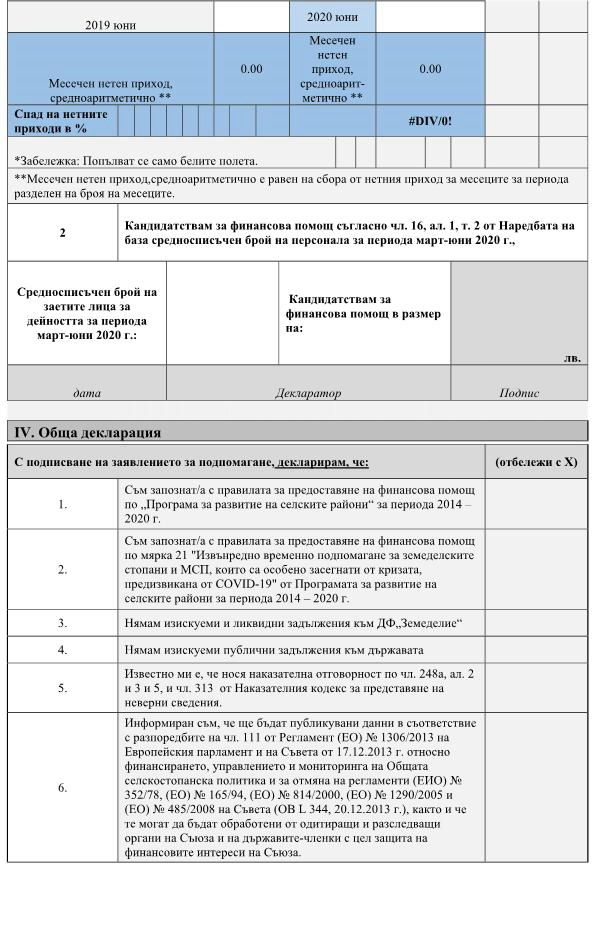 2019 юни
2020 юни
Месечен нетен приход,
средноаритметично **
0.00
Месечен
нетен
приход,
средноарит-
метично **
0.00
Спад на нетните
приходи в %
#DIV/0!
*Забележка: Попълват се само белите полета.
**Месечен нетен приход,средноаритметично е равен на сбора от нетния приход за месеците за периода
разделен на броя на месеците.
2
Кандидатствам за финансова помощ съгласно чл. 16, ал. 1, т. 2 от Наредбата на
база средносписъчен брой на персонала за периода март-юни 2020 г.,
Средносписъчен брой на
заетите лица за
дейността за периода
март-юни 2020 г.:
Кандидатствам за
финансова помощ в размер
на:
лв.
дата
Декларатор
Подпис
IV. Обща декларация
С подписване на заявлението за подпомагане, декларирам, че:
(отбележи с X)
1.
Съм запознат/а с правилата за предоставяне на финансова помощ
по „Програма за развитие на селските райони“ за периода 2014 –
2020 г.
2.
Съм запознат/а с правилата за предоставяне на финансова помощ
по мярка 21 "Извънредно временно подпомагане за земеделските
стопани и МСП, които са особено засегнати от кризата,
предизвикана от COVID-19" от Програмата за развитие на
селските райони за периода 2014 – 2020 г.
3.
Нямам изискуеми и ликвидни задължения към ДФ„Земеделие“
4.
Нямам изискуеми публични задължения към държавата
5.
Известно ми е, че нося наказателна отговорност по чл. 248а, ал. 2
и 3 и 5, и чл. 313 от Наказателния кодекс за представяне на
неверни сведения.
6.
Информиран съм, че ще бъдат публикувани данни в съответствие
с разпоредбите на чл. 111 от Регламент (ЕО) № 1306/2013 на
Европейския парламент и на Съвета от 17.12.2013 г. относно
финансирането, управлението и мониторинга на Общата
селскостопанска политика и за отмяна на регламенти (ЕИО) №
352/78, (ЕО) № 165/94, (ЕО) № 814/2000, (ЕО) № 1290/2005 и
(ЕО) № 485/2008 на Съвета (ОВ L 344, 20.12.2013 г.), както и че
те могат да бъдат обработени от одитиращи и разследващи
органи на Съюза и на държавите-членки с цел защита на
финансовите интереси на Съюза.